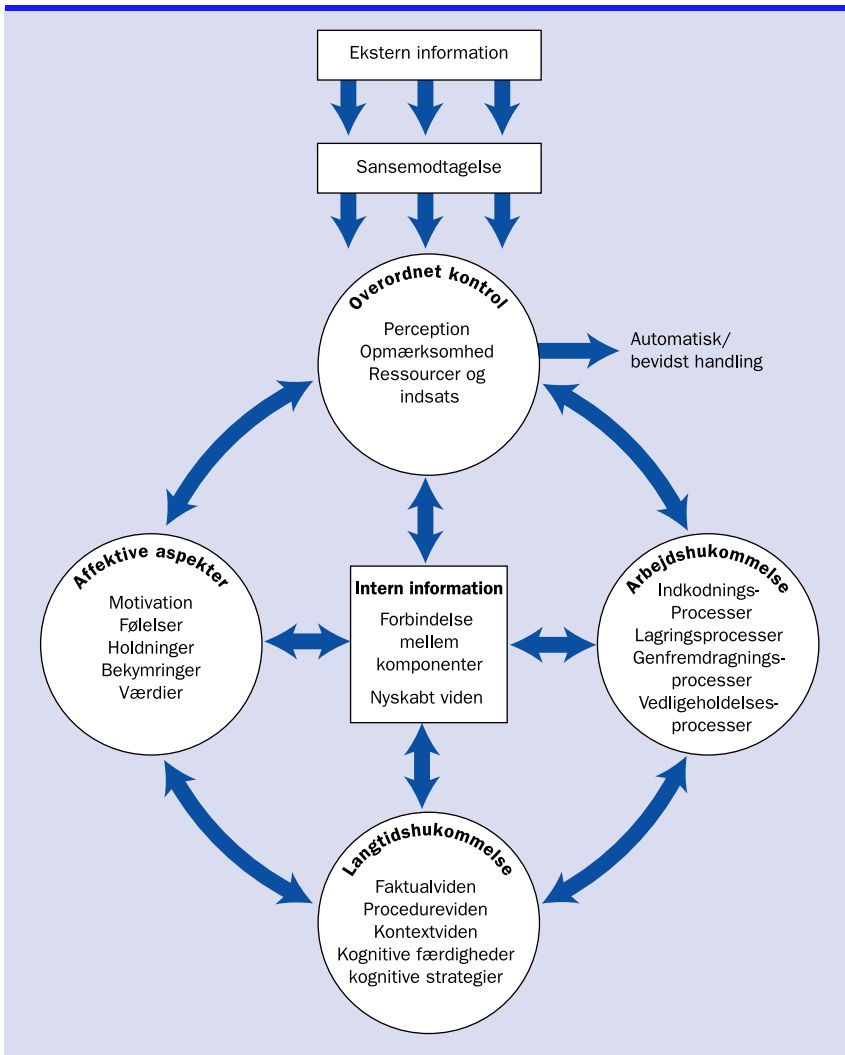 Ekstern information
Sansemodtagelse
Overordnet kontrol
Perception
Opmærksomhed
Ressourcer og
indsats
Automatisk/
bevidst handling
Affektive aspekter
Motivation
Følelser
Holdninger
Bekymringer
Værdier
Intern information
Forbindelse
mellem
komponenter
Nyskabt viden
Arbejdshukommelse
Indkodnings-
Processer
Lagringsprocesser
Genfremdragnings-
processer
Vedligeholdelses-
processer
Langtidshukommelse
Faktualviden
Procedureviden
Kontextviden
Kognitive færdigheder
kognitive strategier